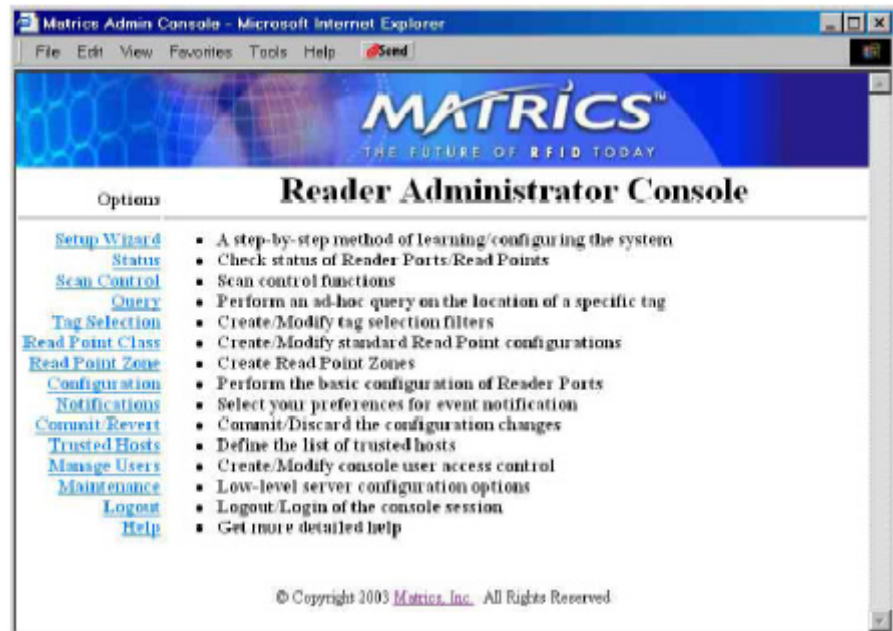 Matrics Admin Console - Microsoft Internet Explorer
File Edit View Favorites Tools Help Send
MATRICS™
THE FUTURE OF RFID TODAY
Options
Reader Administrator Console
Setup Wizard • A step-by-step method of learning/configuring the system
Status • Check status of Reader Ports/Read Points
Scan Control • Scan control functions
Query • Perform an ad-hoc query on the location of a specific tag
Tag Selection • Create/Modify tag selection filters
Read Point Class • Create/Modify standard Read Point configurations
Read Point Zone • Create Read Point Zones
Configuration • Perform the basic configuration of Reader Ports
Notifications • Select your preferences for event notification
Commit/Revert • Commit/Discard the configuration changes
Trusted Hosts • Define the list of trusted hosts
Manage Users • Create/Modify console user access control
Maintenance • Low-level server configuration options
Logout • Logout/Login of the console session
Help • Get more detailed help
© Copyright 2003 Matrics, Inc. All Rights Reserved